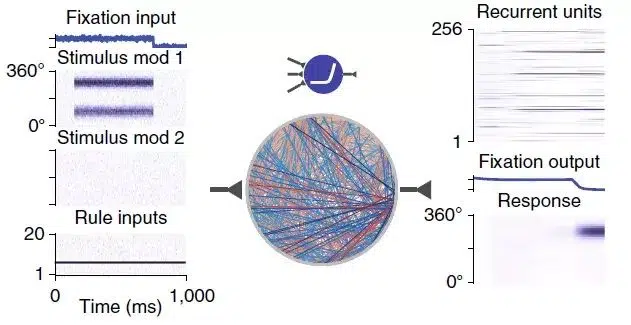 Fixation input
Stimulus mod 1
360°
0°
Stimulus mod 2
Rule inputs
20
1
0
1,000
Time (ms)
Recurrent units
256
1
Fixation output
Response
360°
0°